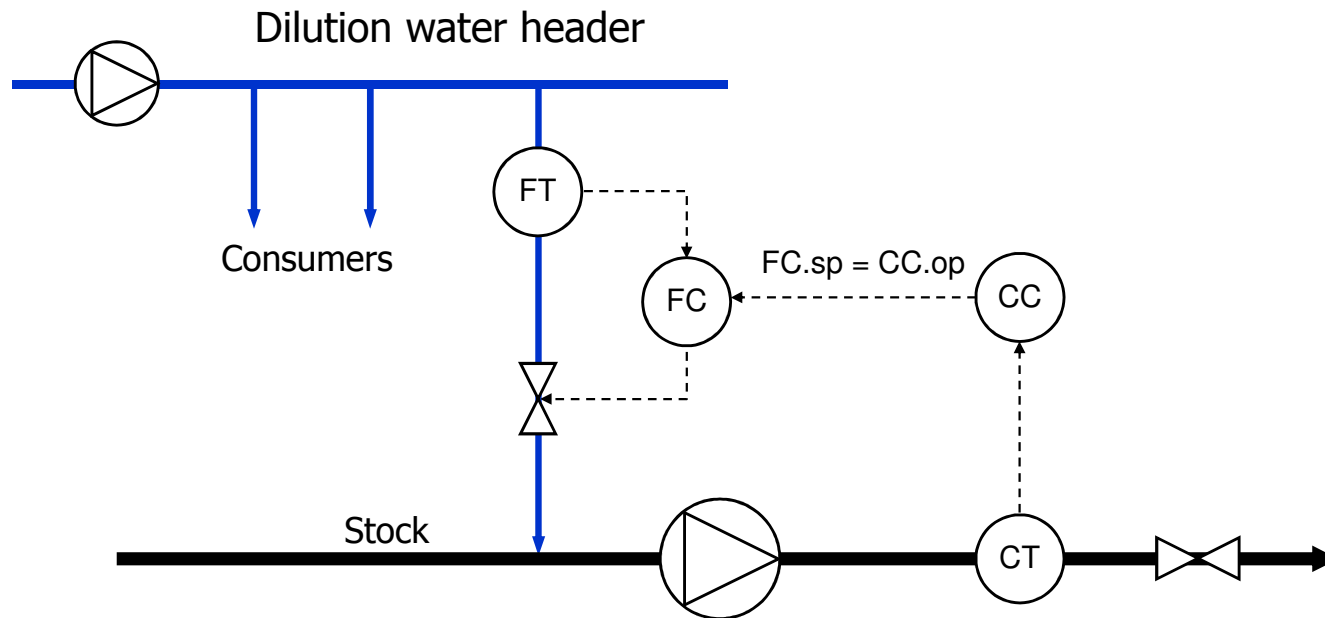 Dilution water header
FT
Consumers
FC.sp = CC.op
FC
CC
Stock
CT